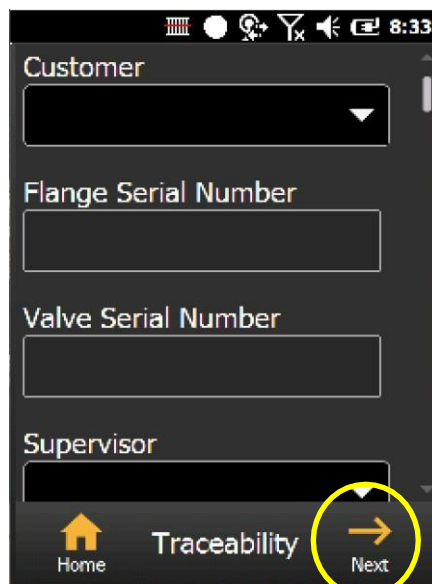 8:33
Customer
Flange Serial Number
Valve Serial Number
Supervisor
Home Traceability Next